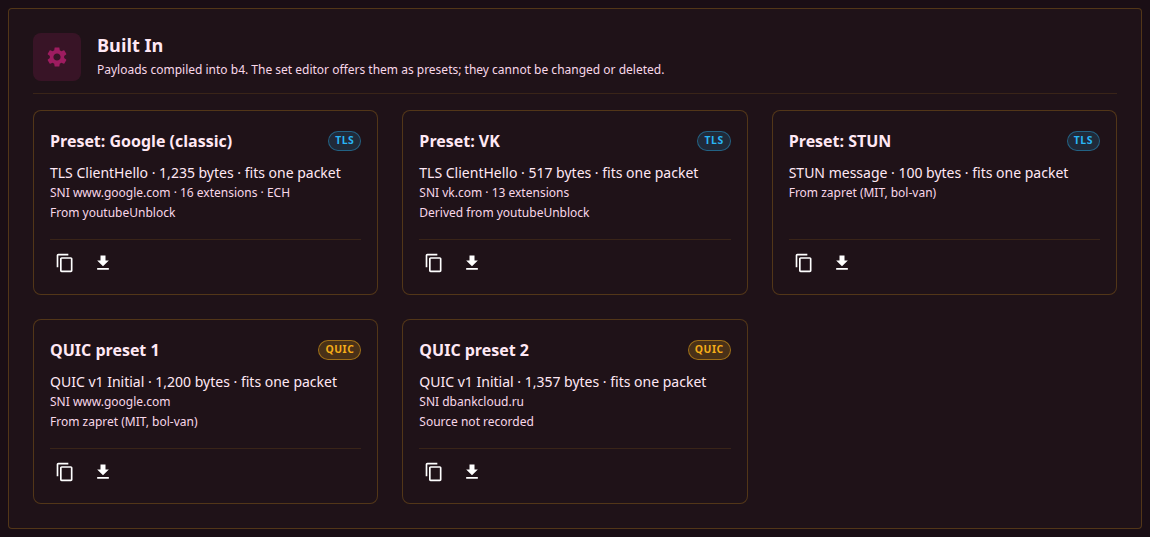 Built In
Payloads compiled into b4. The set editor offers them as presets; they cannot be changed or deleted.
Preset: Google (classic)
TLS
TLS ClientHello · 1,235 bytes · fits one packet
SNI www.google.com · 16 extensions · ECH
From youtubeUnblock
Preset: VK
TLS
TLS ClientHello · 517 bytes · fits one packet
SNI vk.com · 13 extensions
Derived from youtubeUnblock
Preset: STUN
TLS
STUN message · 100 bytes · fits one packet
From zapret (MIT, bol-van)
QUIC preset 1
QUIC
QUIC v1 Initial · 1,200 bytes · fits one packet
SNI www.google.com
From zapret (MIT, bol-van)
QUIC preset 2
QUIC
QUIC v1 Initial · 1,357 bytes · fits one packet
SNI dbankcloud.ru
Source not recorded